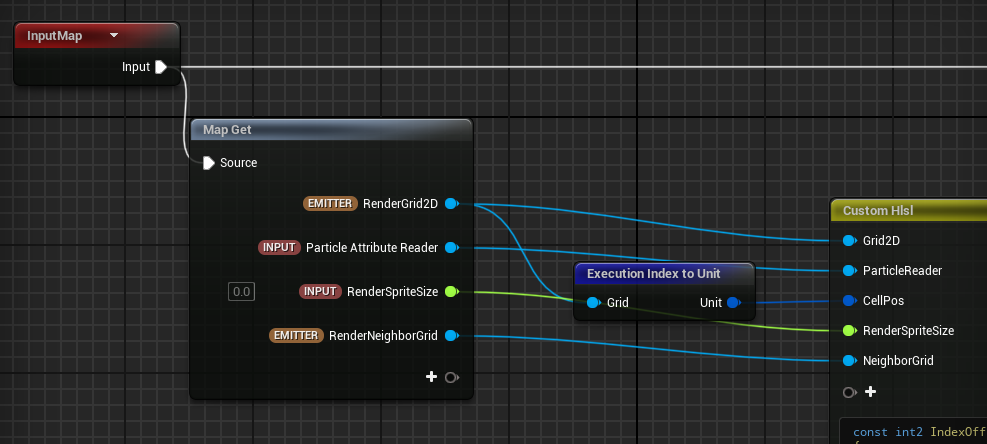 InputMap
Input
Map Get
Source
EMITTER RenderGrid2D
INPUT Particle Attribute Reader
0.0 INPUT RenderSpriteSize
EMITTER RenderNeighborGrid
Execution Index to Unit
Grid Unit
Custom Hlsl
Grid2D
ParticleReader
CellPos
RenderSpriteSize
NeighborGrid
const int2 IndexOff
{